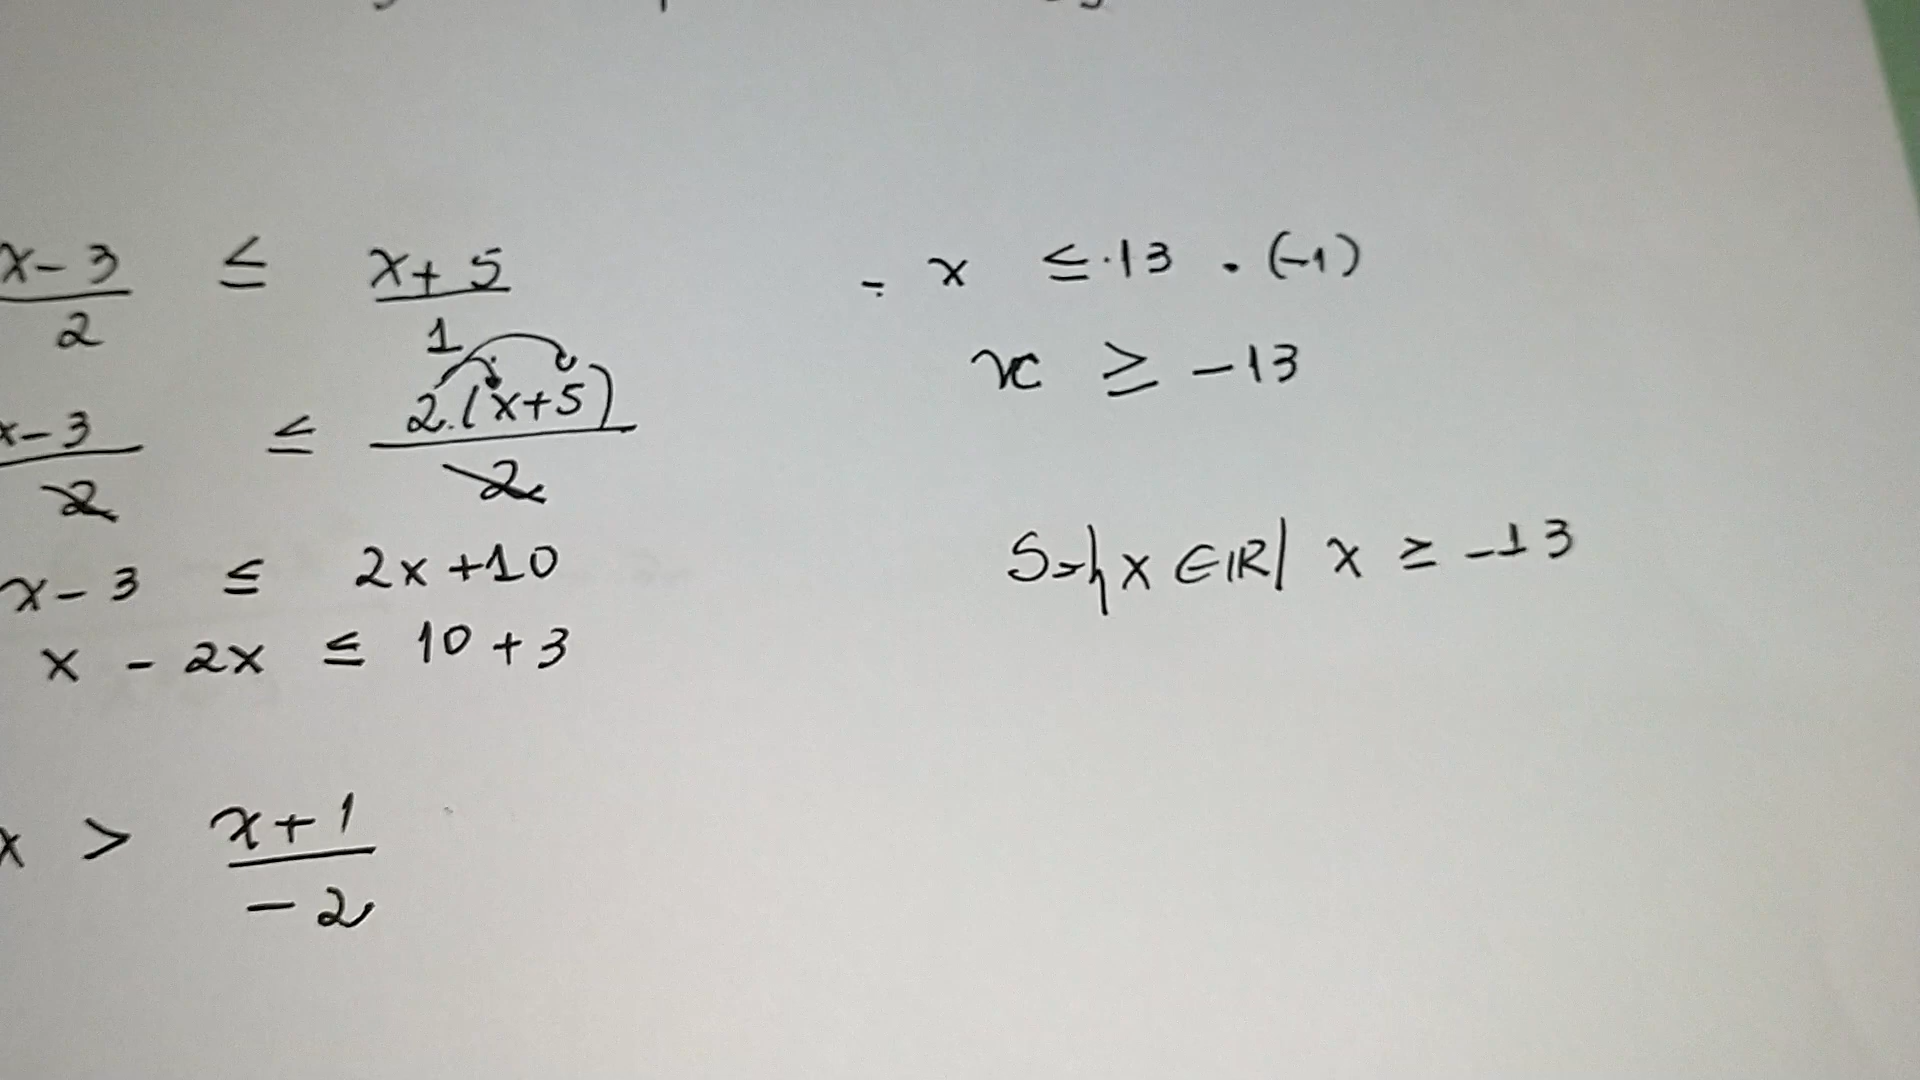 x-3 ≤ x+5
2 1
x-3 ≤ 2.(x+5)
2 2
x-3 ≤ 2x+10
x - 2x ≤ 10+3
x > x+1
-2
- x ≤ 13 . (-1)
x ≥ -13
S={x ∈ IR| x ≥ -13